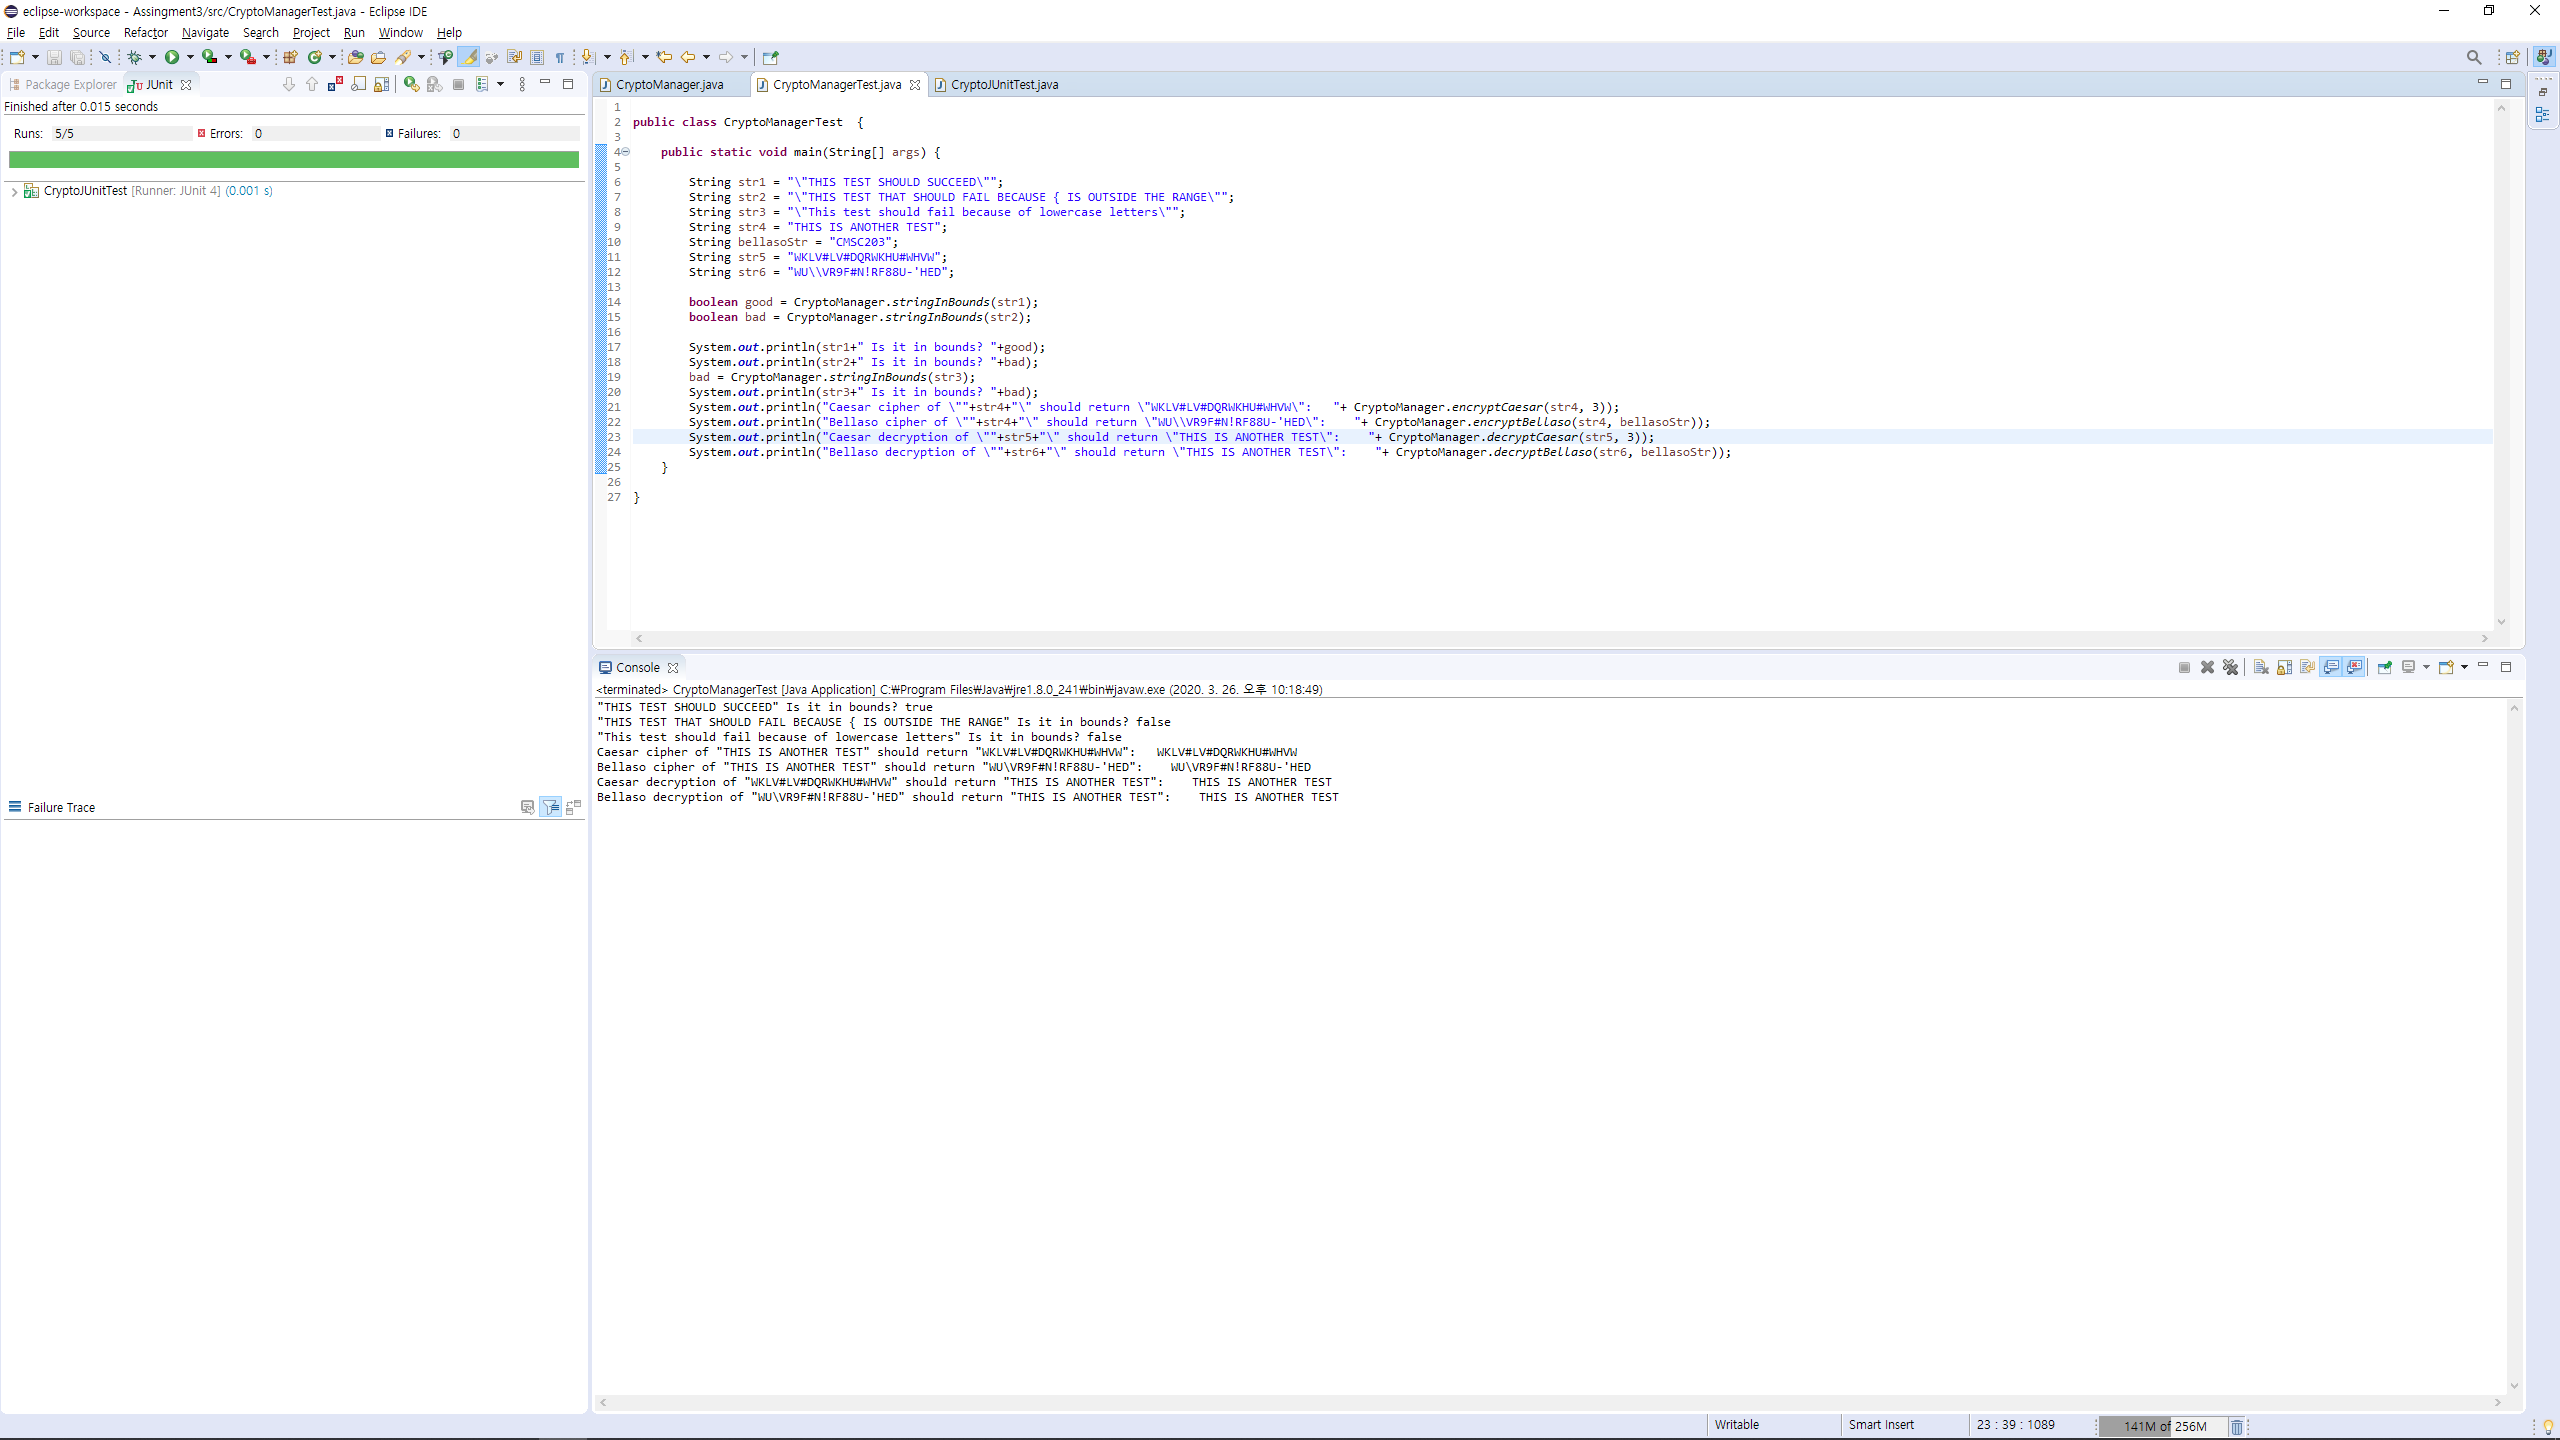 eclipse-workspace - Assingment3/src/CryptoManagerTest.java - Eclipse IDE
File Edit Source Refactor Navigate Search Project Run Window Help
Package Explorer JUnit
Finished after 0.015 seconds
Runs: 5/5 Errors: 0 Failures: 0
CryptoJUnitTest [Runner: JUnit 4] (0.001 s)
Failure Trace
CryptoManager.java CryptoManagerTest.java CryptoJUnitTest.java
1
2 public class CryptoManagerTest  {
3
4     public static void main(String[] args) {
5
6         String str1 = "\"THIS TEST SHOULD SUCCEED\"";
7         String str2 = "\"THIS TEST THAT SHOULD FAIL BECAUSE { IS OUTSIDE THE RANGE\"";
8         String str3 = "\"This test should fail because of lowercase letters\"";
9         String str4 = "THIS IS ANOTHER TEST";
10         String bellasoStr = "CMSC203";
11         String str5 = "WKLV#LV#DQRWKHU#WHVW";
12         String str6 = "WU\\VR9F#N!RF88U-'HED";
13
14         boolean good = CryptoManager.stringInBounds(str1);
15         boolean bad = CryptoManager.stringInBounds(str2);
16
17         System.out.println(str1+" Is it in bounds? "+good);
18         System.out.println(str2+" Is it in bounds? "+bad);
19         bad = CryptoManager.stringInBounds(str3);
20         System.out.println(str3+" Is it in bounds? "+bad);
21         System.out.println("Caesar cipher of \""+str4+"\" should return \"WKLV#LV#DQRWKHU#WHVW\":   "+ CryptoManager.encryptCaesar(str4, 3));
22         System.out.println("Bellaso cipher of \""+str4+"\" should return \"WU\\VR9F#N!RF88U-'HED\":    "+ CryptoManager.encryptBellaso(str4, bellasoStr));
23         System.out.println("Caesar decryption of \""+str5+"\" should return \"THIS IS ANOTHER TEST\":    "+ CryptoManager.decryptCaesar(str5, 3));
24         System.out.println("Bellaso decryption of \""+str6+"\" should return \"THIS IS ANOTHER TEST\":    "+ CryptoManager.decryptBellaso(str6, bellasoStr));
25     }
26
27 }
Console
<terminated> CryptoManagerTest [Java Application] C:₩Program Files₩Java₩jre1.8.0_241₩bin₩javaw.exe (2020. 3. 26. 오후 10:18:49)
"THIS TEST SHOULD SUCCEED" Is it in bounds? true
"THIS TEST THAT SHOULD FAIL BECAUSE { IS OUTSIDE THE RANGE" Is it in bounds? false
"This test should fail because of lowercase letters" Is it in bounds? false
Caesar cipher of "THIS IS ANOTHER TEST" should return "WKLV#LV#DQRWKHU#WHVW":   WKLV#LV#DQRWKHU#WHVW
Bellaso cipher of "THIS IS ANOTHER TEST" should return "WU\VR9F#N!RF88U-'HED":    WU\VR9F#N!RF88U-'HED
Caesar decryption of "WKLV#LV#DQRWKHU#WHVW" should return "THIS IS ANOTHER TEST":    THIS IS ANOTHER TEST
Bellaso decryption of "WU\VR9F#N!RF88U-'HED" should return "THIS IS ANOTHER TEST":    THIS IS ANOTHER TEST
Writable Smart Insert 23 : 39 : 1089 141M of 256M